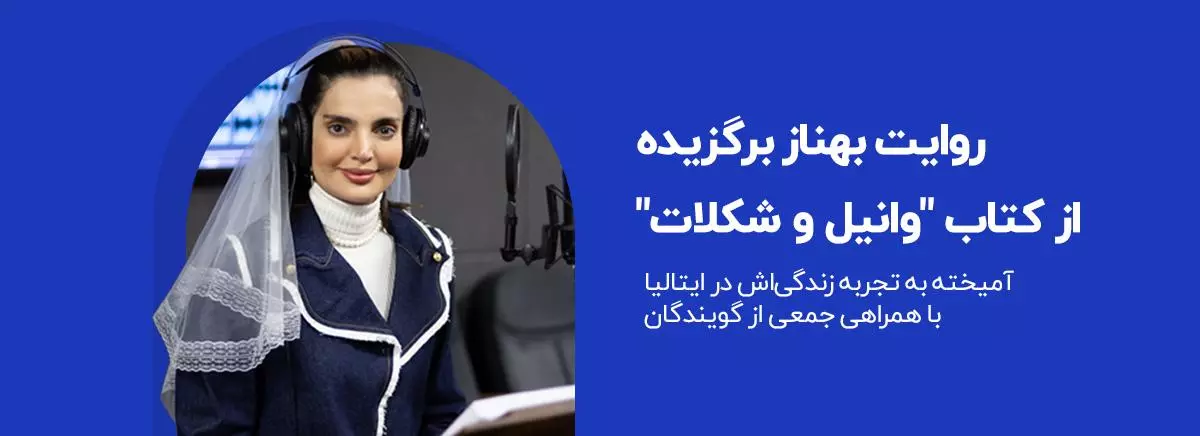 روایت بهناز برگزیده
از کتاب "وانیل و شکلات"
آمیخته به تجربه زندگی‌اش در ایتالیا
با همراهی جمعی از گویندگان